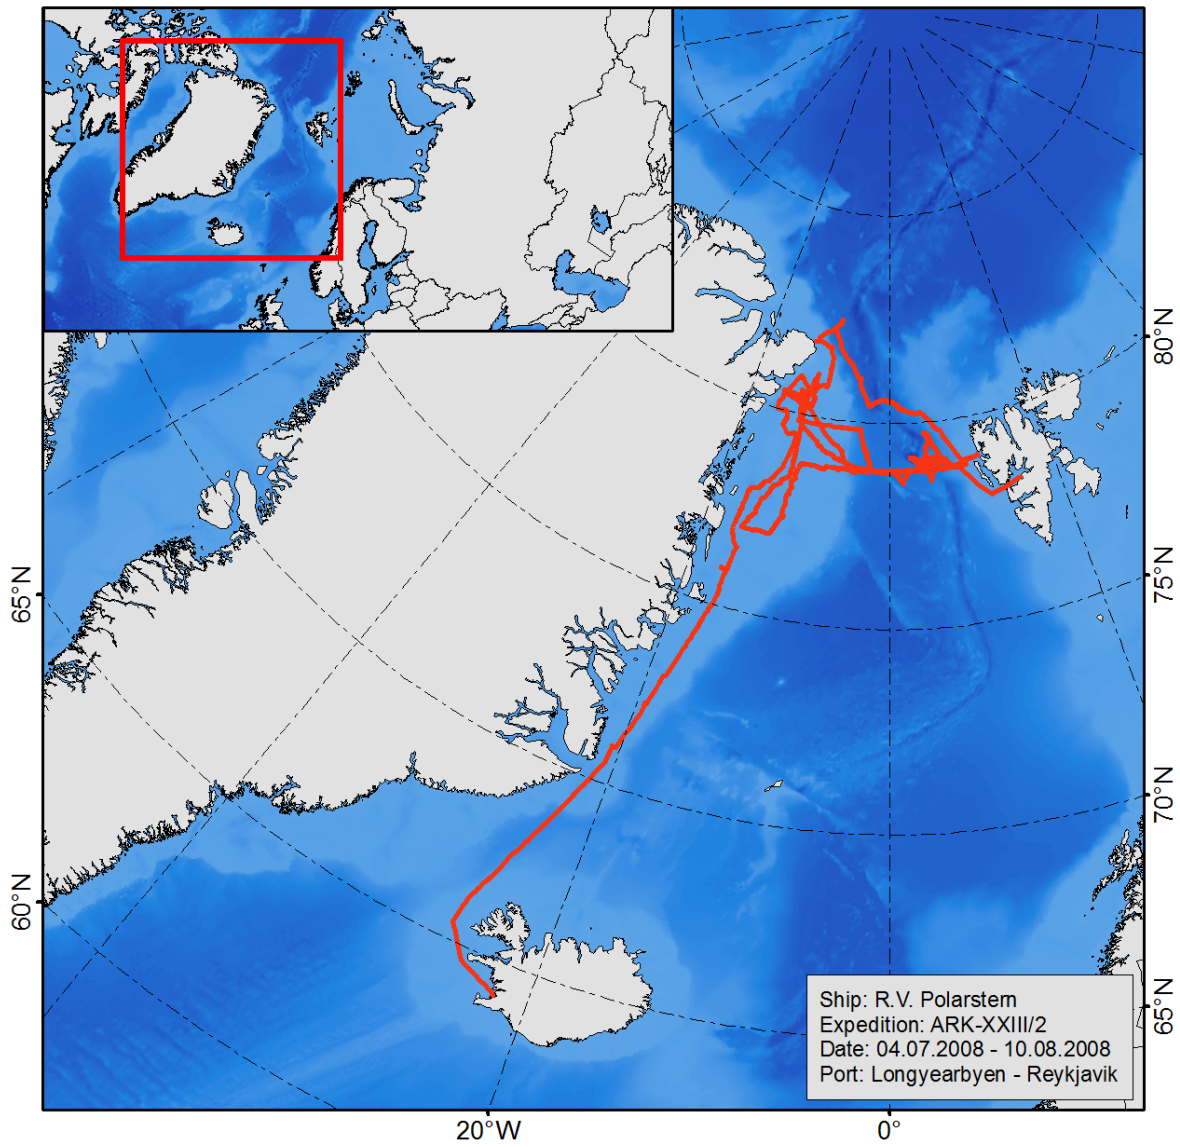 80°N
75°N
65°N
70°N
60°N
65°N
Ship: R.V. Polarstern
Expedition: ARK-XXIII/2
Date: 04.07.2008 - 10.08.2008
Port: Longyearbyen - Reykjavik
20°W
0°